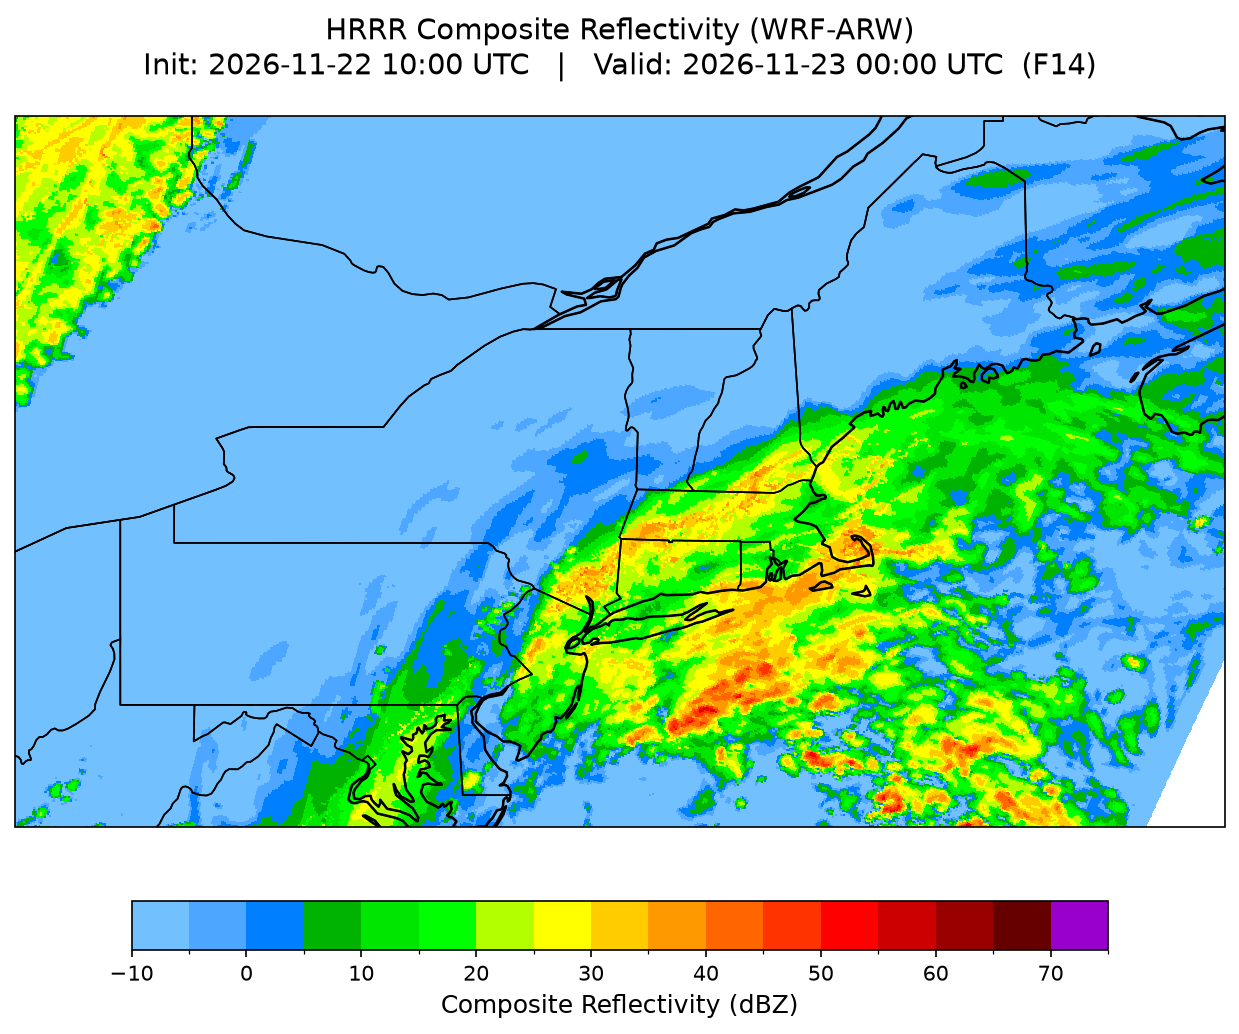 HRRR Composite Reflectivity (WRF-ARW)
Init: 2026-11-22 10:00 UTC | Valid: 2026-11-23 00:00 UTC (F14)
−10 0 10 20 30 40 50 60 70
Composite Reflectivity (dBZ)